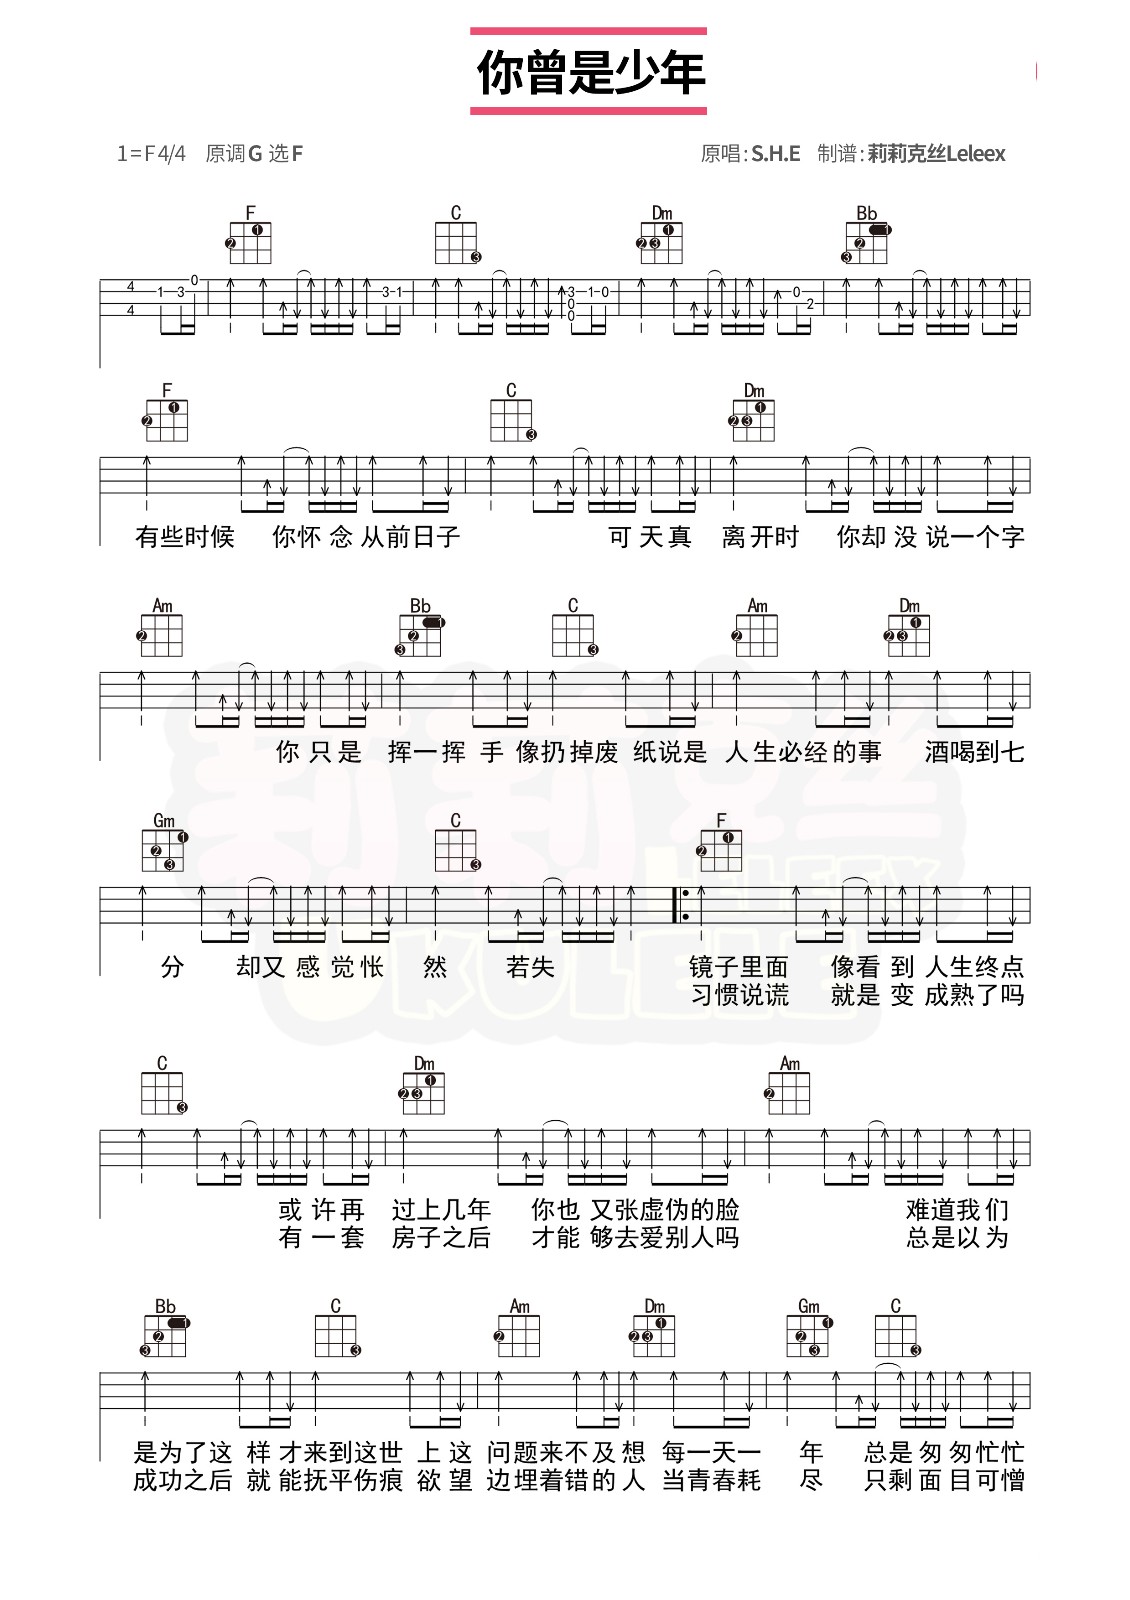 你曾是少年
1=F 4/4 原调G 选F 原唱:S.H.E 制谱:莉莉克丝Leleex
F C Dm Bb
4 4 1 3 0 3 1 3 0 0 1 0 0 2
F C Dm
有些时候 你怀念从前日子 可天真 离开时 你却没说一个字
Am Bb C Am Dm
你只是 挥一挥手 像扔掉废纸说是 人生必经的事 酒喝到七
Gm C F
分 却又感觉怅然 若失 镜子里面 像看到人生终点
习惯说谎 就是变成熟了吗
C Dm Am
或许再 过上几年 你也又张虚伪的脸 难道我们
有一套 房子之后 才能够去爱别人吗 总是以为
Bb C Am Dm Gm C
是为了这样才来到这世上这 问题来不及想 每一天一年 总是匆匆忙忙
成功之后就能抚平伤痕欲望 边埋着错的人 当青春耗尽 只剩面目可憎
莉莉克丝
LELEEX
UKULELE